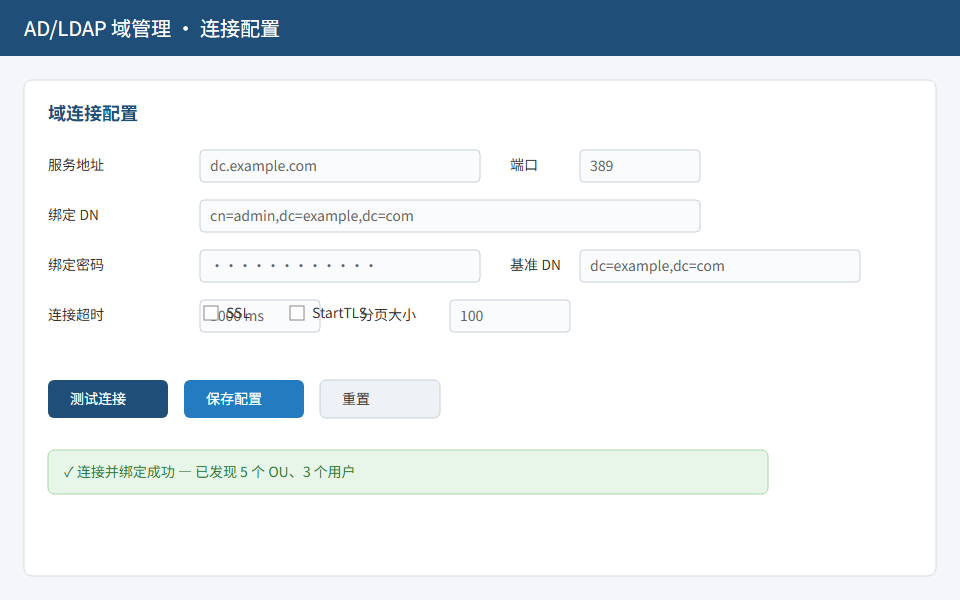 AD/LDAP 域管理 · 连接配置
域连接配置
服务地址 dc.example.com 端口 389
绑定 DN cn=admin,dc=example,dc=com
绑定密码 ············ 基准 DN dc=example,dc=com
连接超时 000 ms SSL StartTLS 分页大小 100
测试连接 保存配置 重置
✓ 连接并绑定成功 — 已发现 5 个 OU、3 个用户